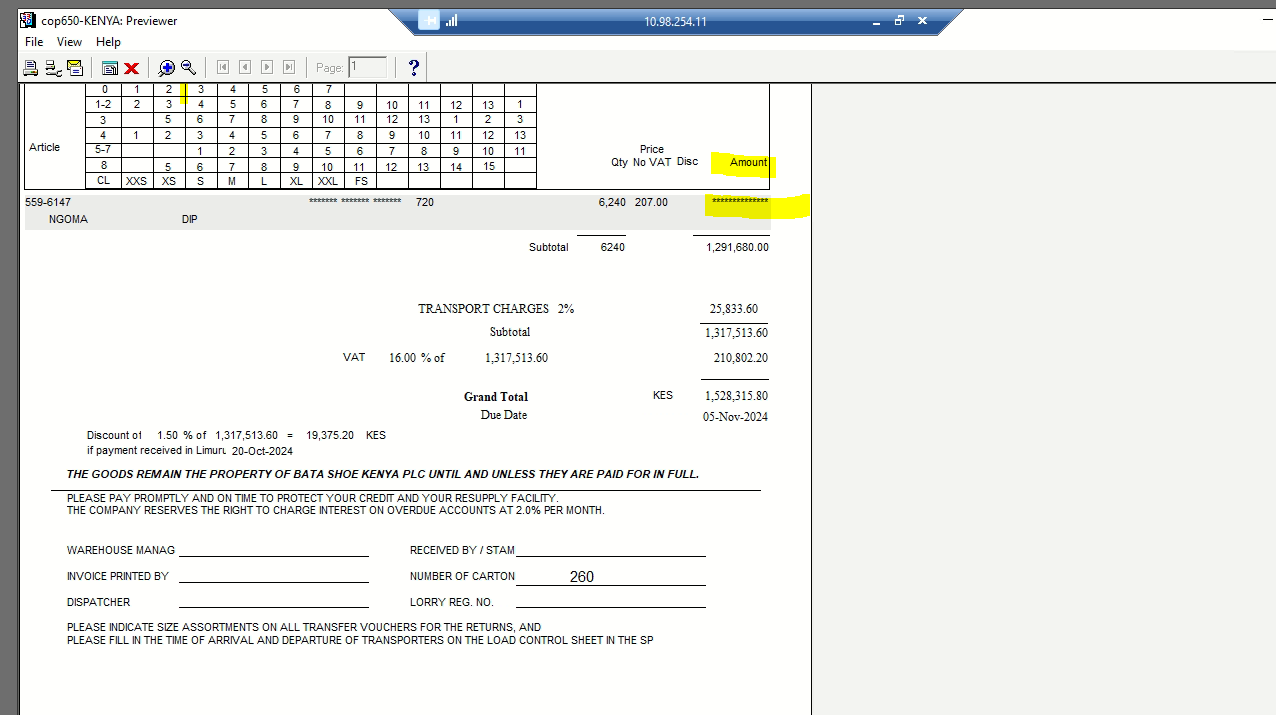 cop650-KENYA: Previewer
10.98.254.11
File View Help
Page: 1
0 1 2 3 4 5 6 7
1-2 2 3 4 5 6 7 8 9 10 11 12 13 1
3 5 6 7 8 9 10 11 12 13 1 2 3
4 1 2 3 4 5 6 7 8 9 10 11 12 13
Article 5-7 1 2 3 4 5 6 7 8 9 10 11
Price
8 5 6 7 8 9 10 11 12 13 14 15 Qty No VAT Disc Amount
CL XXS XS S M L XL XXL FS
559-6147 ******* ******* ******* 720 6,240 207.00 **************
NGOMA DIP
Subtotal 6240 1,291,680.00
TRANSPORT CHARGES 2% 25,833.60
Subtotal 1,317,513.60
VAT 16.00 % of 1,317,513.60 210,802.20
Grand Total KES 1,528,315.80
Due Date 05-Nov-2024
Discount of 1.50 % of 1,317,513.60 = 19,375.20 KES
if payment received in Limuru 20-Oct-2024
THE GOODS REMAIN THE PROPERTY OF BATA SHOE KENYA PLC UNTIL AND UNLESS THEY ARE PAID FOR IN FULL.
PLEASE PAY PROMPTLY AND ON TIME TO PROTECT YOUR CREDIT AND YOUR RESUPPLY FACILITY.
THE COMPANY RESERVES THE RIGHT TO CHARGE INTEREST ON OVERDUE ACCOUNTS AT 2.0% PER MONTH.
WAREHOUSE MANAG RECEIVED BY / STAM
INVOICE PRINTED BY NUMBER OF CARTON 260
DISPATCHER LORRY REG. NO.
PLEASE INDICATE SIZE ASSORTMENTS ON ALL TRANSFER VOUCHERS FOR THE RETURNS, AND
PLEASE FILL IN THE TIME OF ARRIVAL AND DEPARTURE OF TRANSPORTERS ON THE LOAD CONTROL SHEET IN THE SP